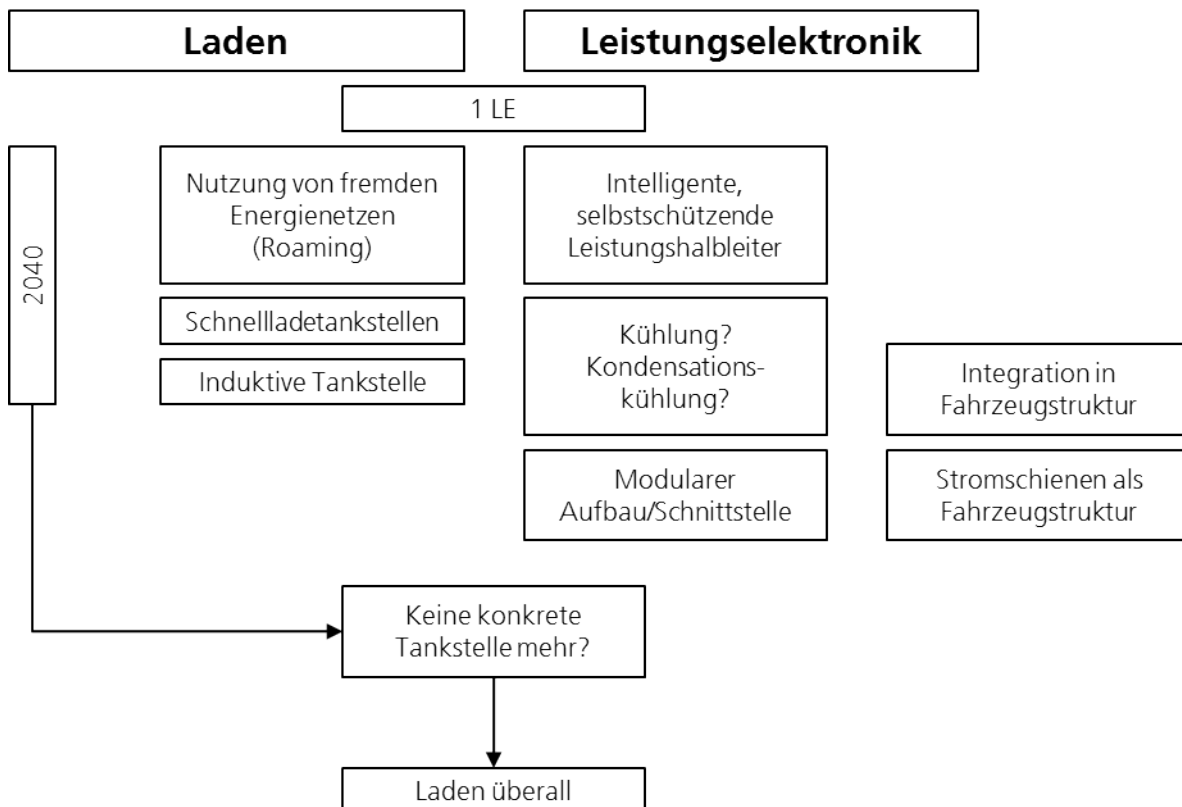 Laden
Leistungselektronik
1 LE
2040
Nutzung von fremden
Energienetzen
(Roaming)
Schnellladetankstellen
Induktive Tankstelle
Intelligente,
selbstschützende
Leistungshalbleiter
Kühlung?
Kondensations-
kühlung?
Modularer
Aufbau/Schnittstelle
Integration in
Fahrzeugstruktur
Stromschienen als
Fahrzeugstruktur
Keine konkrete
Tankstelle mehr?
Laden überall